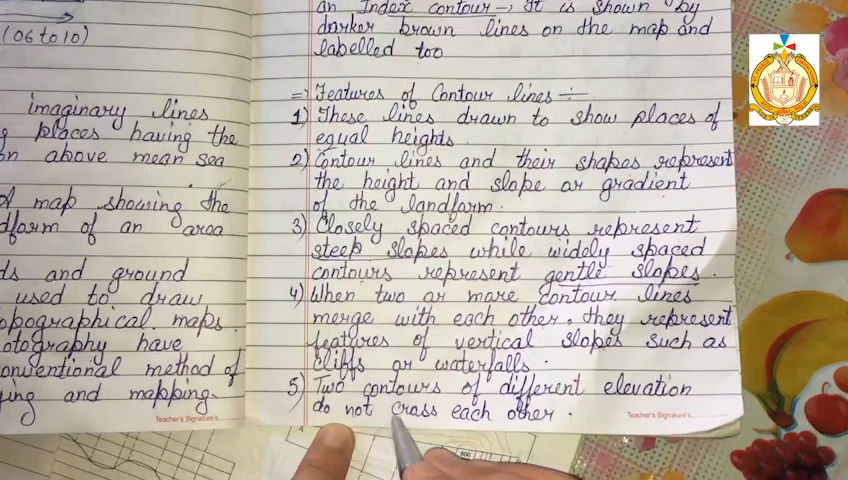 (06 to 10)
imaginary lines
places having the
on above mean sea
of map showing the
dform of an area
ds and ground
used to draw
opographical maps.
otography have
onventional method of
ying and mapping.
Teacher's Signature's
an Index contour → It is shown by
darker brown lines on the map and
labelled too
=> Features of Contour lines :-
1) These lines drawn to show places of
equal heights.
2) Contour lines and their shapes represent
the height and slope or gradient
of the landform.
3) Closely spaced contours represent
steep slopes while widely spaced
contours represent gentle slopes.
4) When two or more contour lines
merge with each other, they represent
features of vertical slopes such as
cliffs or waterfalls.
5) Two contours of different elevation
do not crass each other.
Teacher's Signature's
500